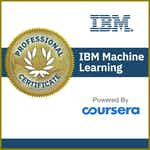 IBM
PROFESSIONAL
CERTIFICATE
IBM Machine
Learning
Powered By
coursera